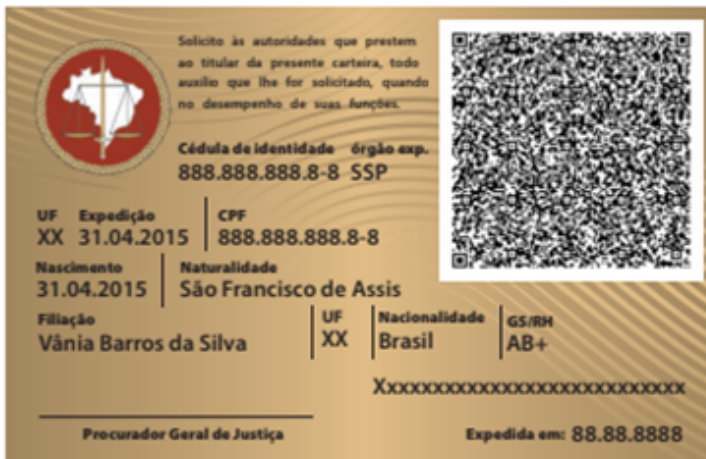 Solicito às autoridades que prestem
ao titular da presente carteira, todo
auxílio que lhe for solicitado, quando
no desempenho de suas funções.
Cédula de identidade órgão exp.
888.888.888.8-8 SSP
UF Expedição CPF
XX 31.04.2015 888.888.888.8-8
Nascimento Naturalidade
31.04.2015 São Francisco de Assis
Filiação UF Nacionalidade GS/RH
Vânia Barros da Silva XX Brasil AB+
Xxxxxxxxxxxxxxxxxxxxxxxxxx
Procurador Geral de Justiça Expedida em: 88.88.8888